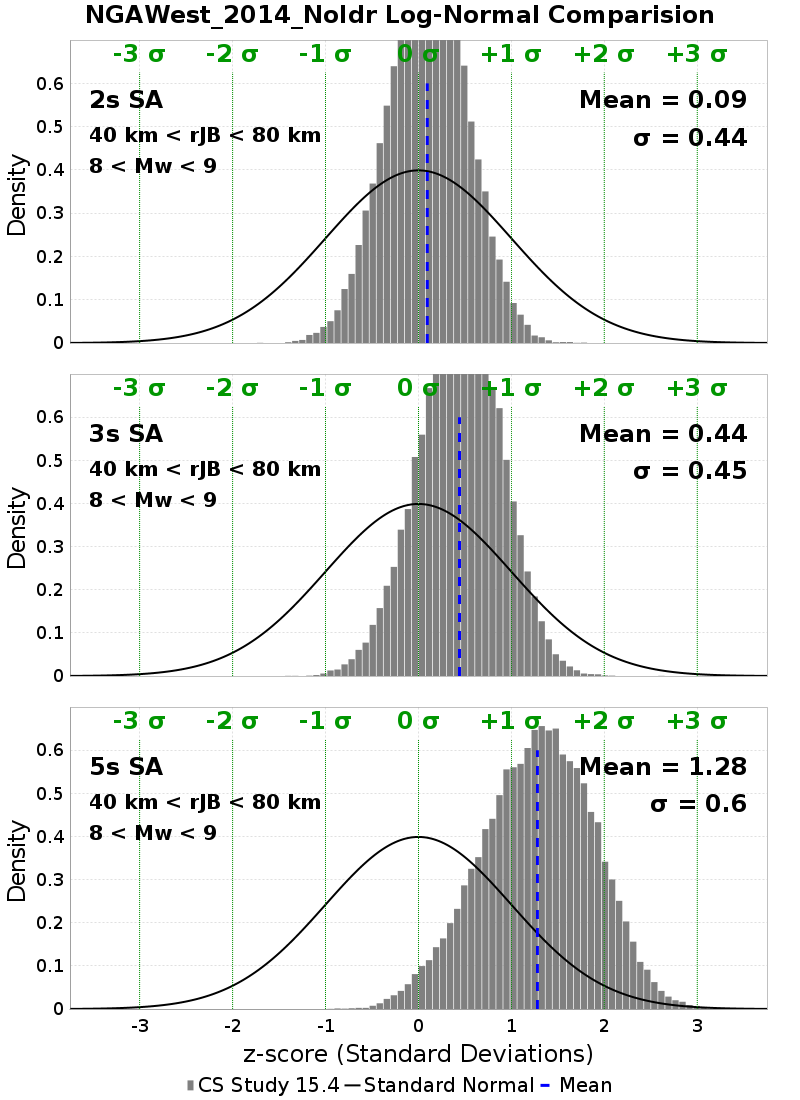 NGAWest_2014_NoIdr Log-Normal Comparision
-3 σ -2 σ -1 σ 0 σ +1 σ +2 σ +3 σ
2s SA
40 km < rJB < 80 km
8 < Mw < 9
Mean = 0.09
σ = 0.44
0.6
0.5
0.4
0.3
0.2
0.1
0
Density
-3 σ -2 σ -1 σ 0 σ +1 σ +2 σ +3 σ
3s SA
40 km < rJB < 80 km
8 < Mw < 9
Mean = 0.44
σ = 0.45
0.6
0.5
0.4
0.3
0.2
0.1
0
Density
-3 σ -2 σ -1 σ 0 σ +1 σ +2 σ +3 σ
5s SA
40 km < rJB < 80 km
8 < Mw < 9
Mean = 1.28
σ = 0.6
0.6
0.5
0.4
0.3
0.2
0.1
0
Density
-3 -2 -1 0 1 2 3
z-score (Standard Deviations)
CS Study 15.4 Standard Normal Mean